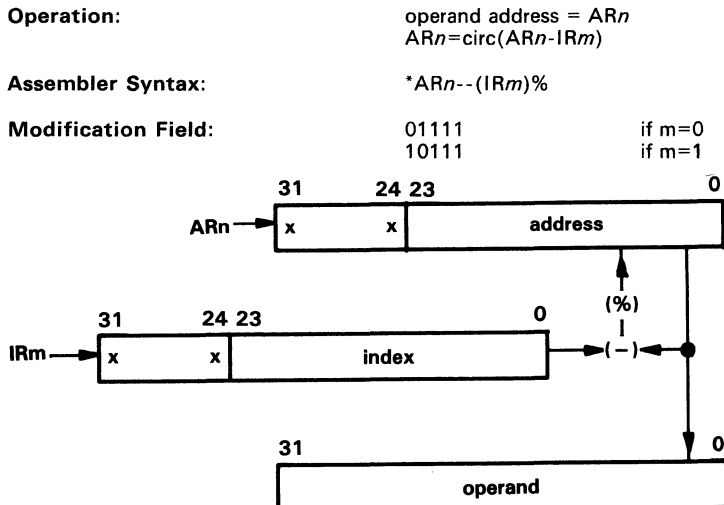 Operation: operand address = ARn
ARn=circ(ARn-IRm)
Assembler Syntax: *ARn--(IRm)%
Modification Field: 01111 if m=0
10111 if m=1
31 24 23 0
ARn x x address
(%)
31 24 23 0
IRm x x index (-)
31 0
operand